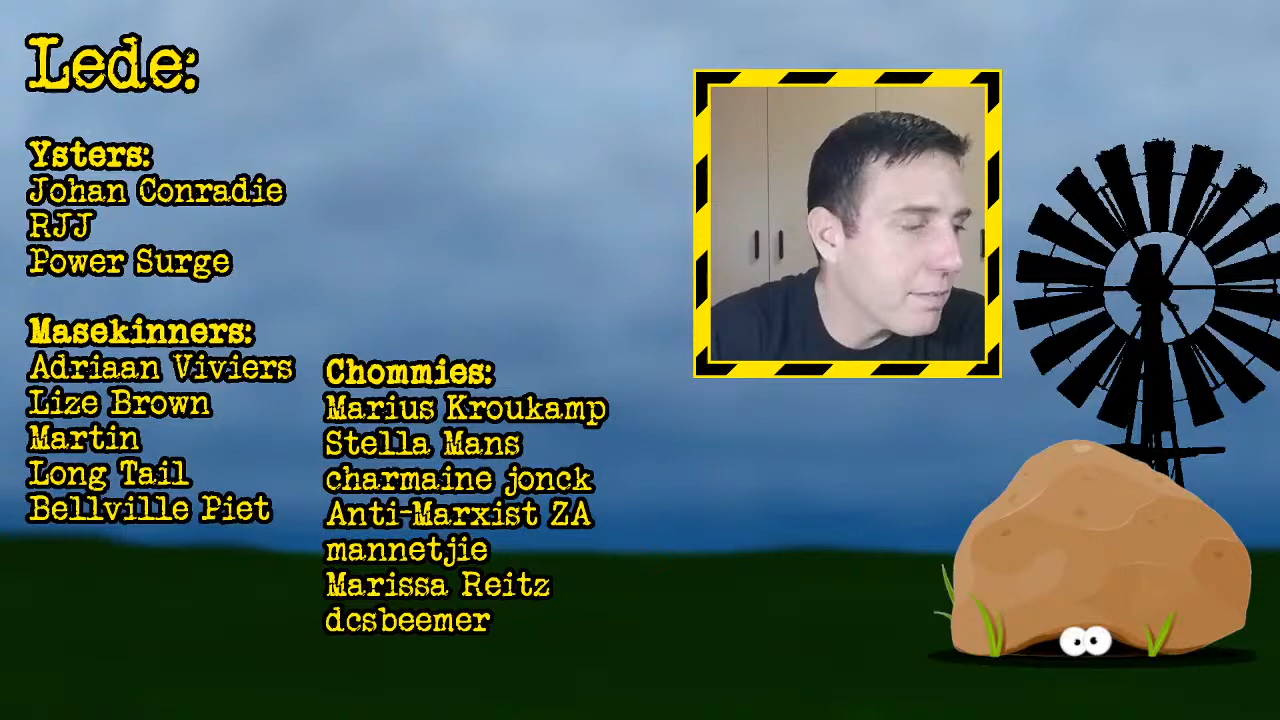 Lede:
Ysters:
Johan Conradie
RJJ
Power Surge
Masekinners:
Adriaan Viviers
Lize Brown
Martin
Long Tail
Bellville Piet
Chommies:
Marius Kroukamp
Stella Mans
charmaine jonck
Anti-Marxist ZA
mannetjie
Marissa Reitz
dcsbeemer